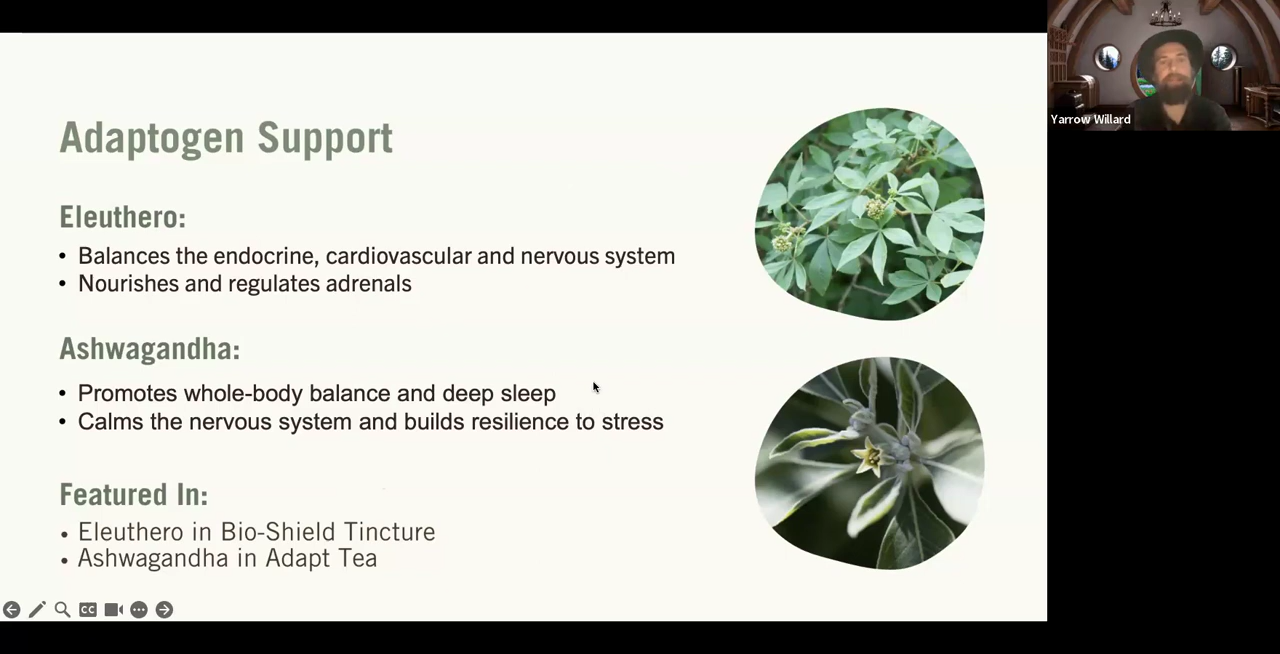 Adaptogen Support
Eleuthero:
• Balances the endocrine, cardiovascular and nervous system
• Nourishes and regulates adrenals
Ashwagandha:
• Promotes whole-body balance and deep sleep
• Calms the nervous system and builds resilience to stress
Featured In:
• Eleuthero in Bio-Shield Tincture
• Ashwagandha in Adapt Tea
CC
Yarrow Willard